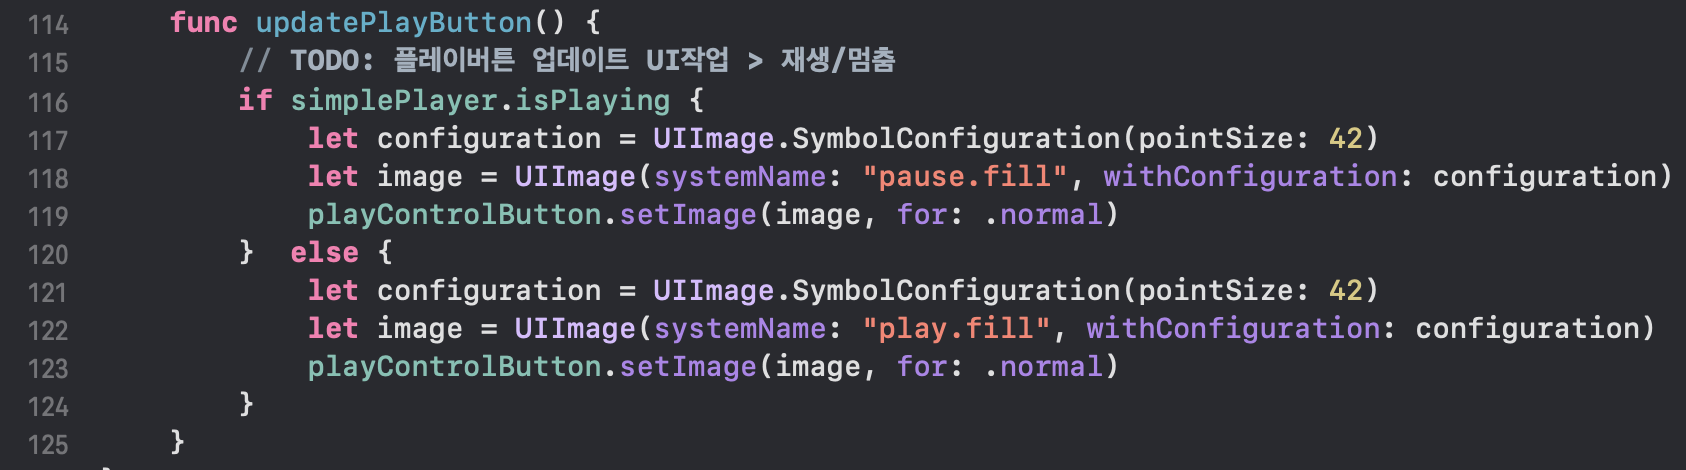 114 func updatePlayButton() {
115 // TODO: 플레이버튼 업데이트 UI작업 > 재생/멈춤
116 if simplePlayer.isPlaying {
117 let configuration = UIImage.SymbolConfiguration(pointSize: 42)
118 let image = UIImage(systemName: "pause.fill", withConfiguration: configuration)
119 playControlButton.setImage(image, for: .normal)
120 } else {
121 let configuration = UIImage.SymbolConfiguration(pointSize: 42)
122 let image = UIImage(systemName: "play.fill", withConfiguration: configuration)
123 playControlButton.setImage(image, for: .normal)
124 }
125 }